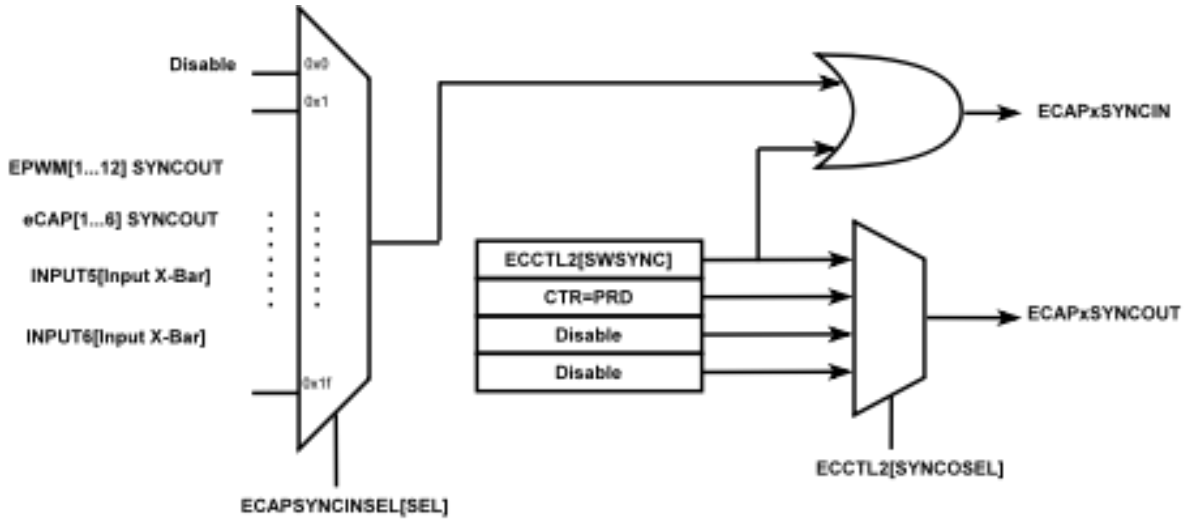 Disable
0x0
0x1
EPWM[1...12] SYNCOUT
eCAP[1...6] SYNCOUT
INPUT5[Input X-Bar]
INPUT6[Input X-Bar]
0x1f
ECAPSYNCINSEL[SEL]
ECAPxSYNCIN
ECCTL2[SWSYNC]
CTR=PRD
Disable
Disable
ECAPxSYNCOUT
ECCTL2[SYNCOSEL]